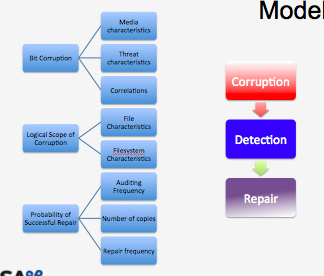 Model
Media
characteristics
Bit Corruption
Threat
characteristics
Correlations
File
Characteristics
Logical Scope of
Corruption
Filesystem
Characteristics
Auditing
Frequency
Probability of
Successful Repair
Number of copies
Repair frequency
Corruption
Detection
Repair